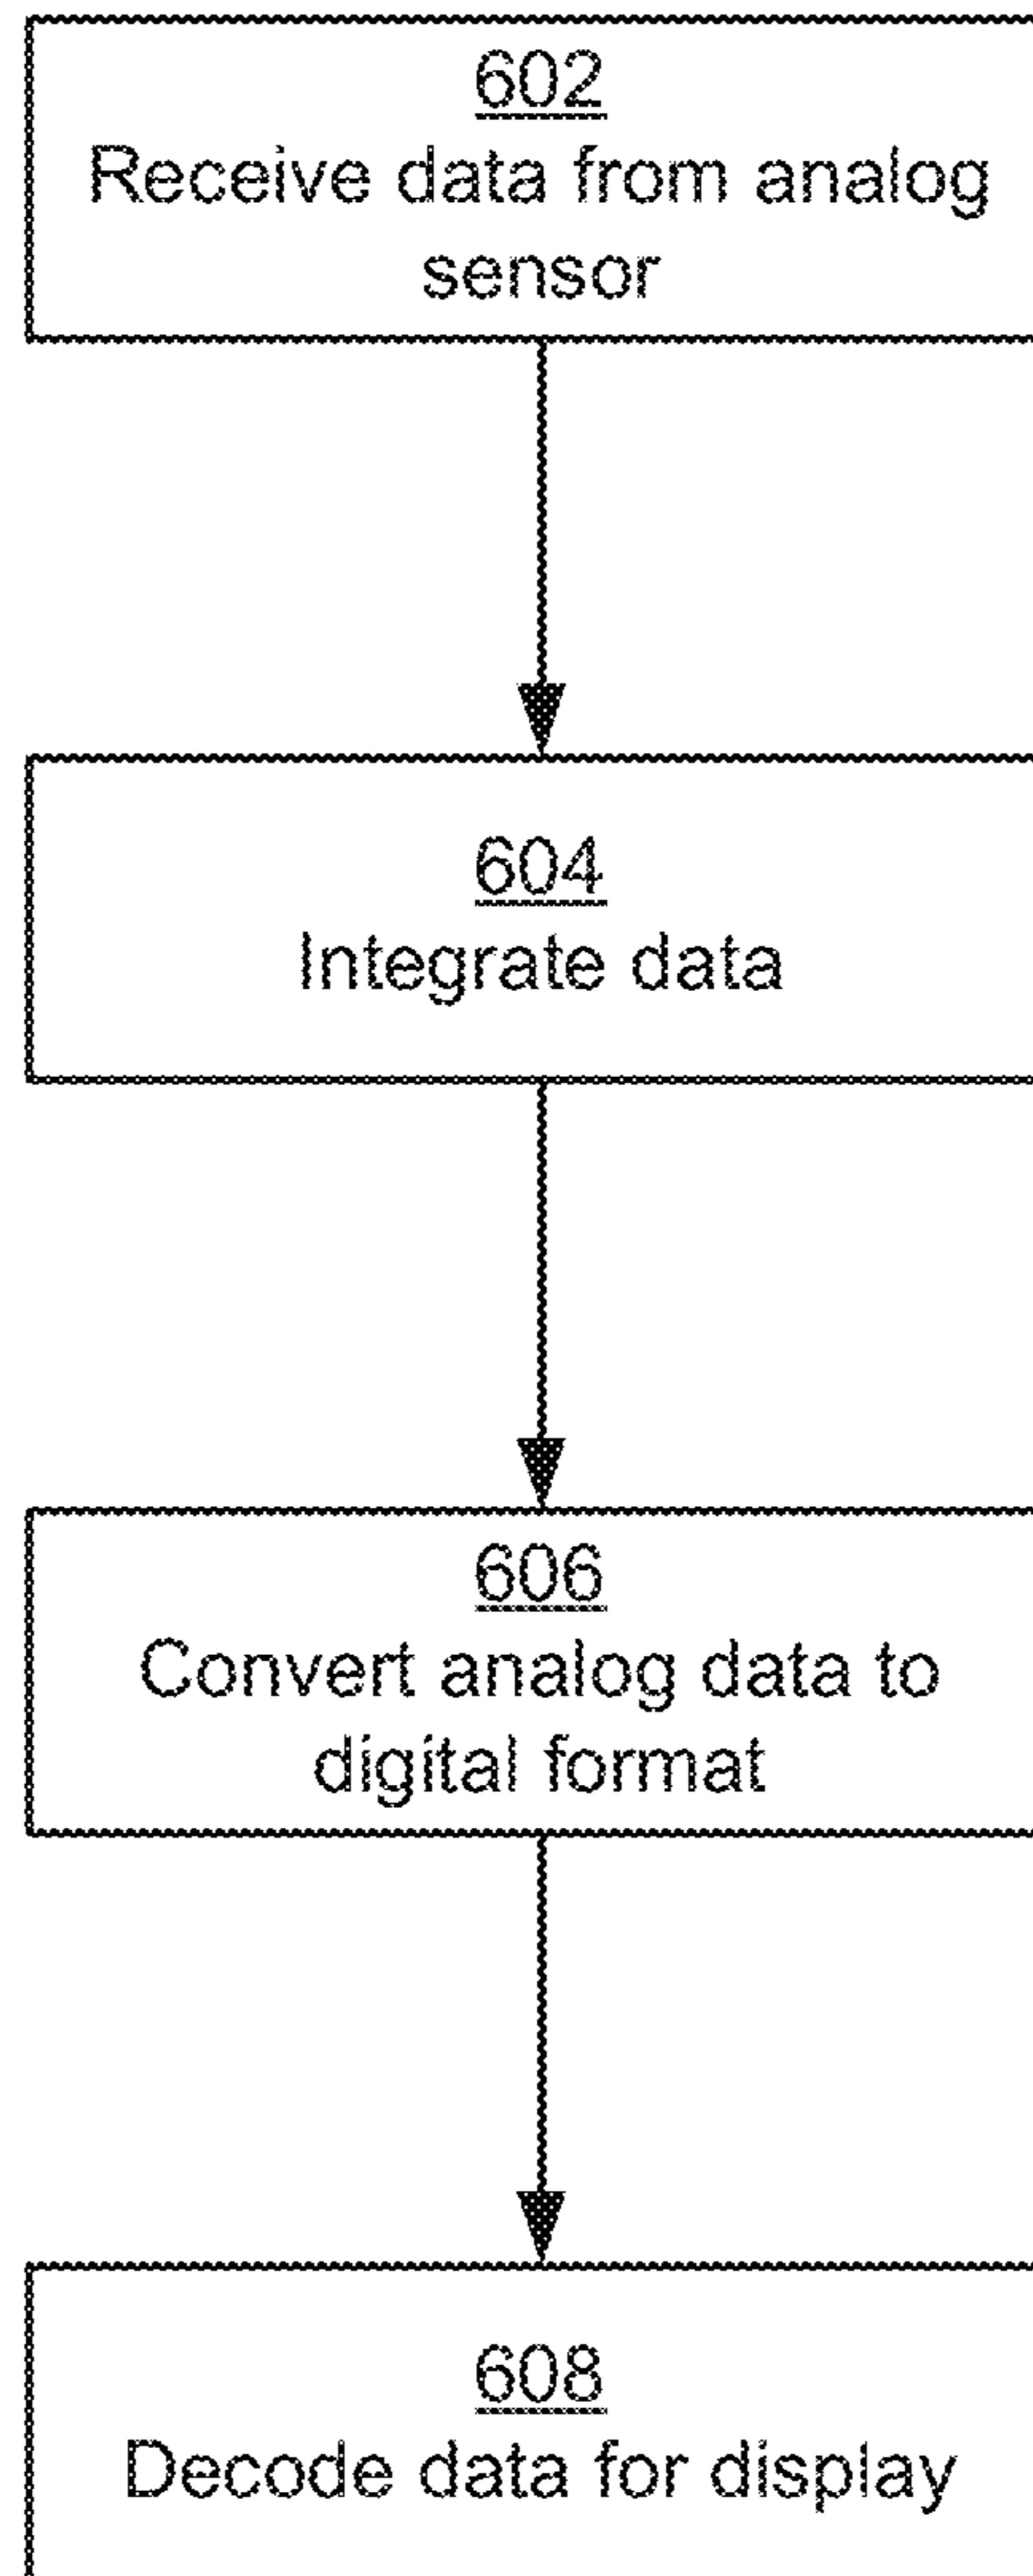 602
Receive data from analog
sensor
604
Integrate data
606
Convert analog data to
digital format
608
Decode data for display